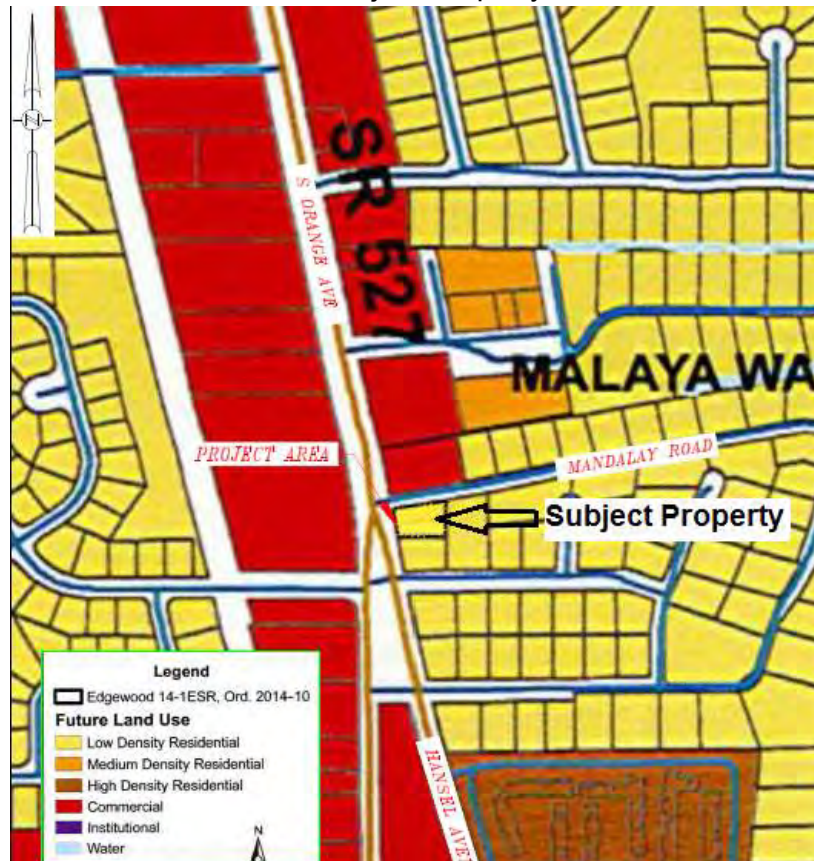 N
SR 527
S ORANGE AVE
MALAYA WA
PROJECT AREA
MANDALAY ROAD
Subject Property
HANSEL AVE
Legend
Edgewood 14-1ESR, Ord. 2014-10
Future Land Use
Low Density Residential
Medium Density Residential
High Density Residential
Commercial
Institutional
Water
N